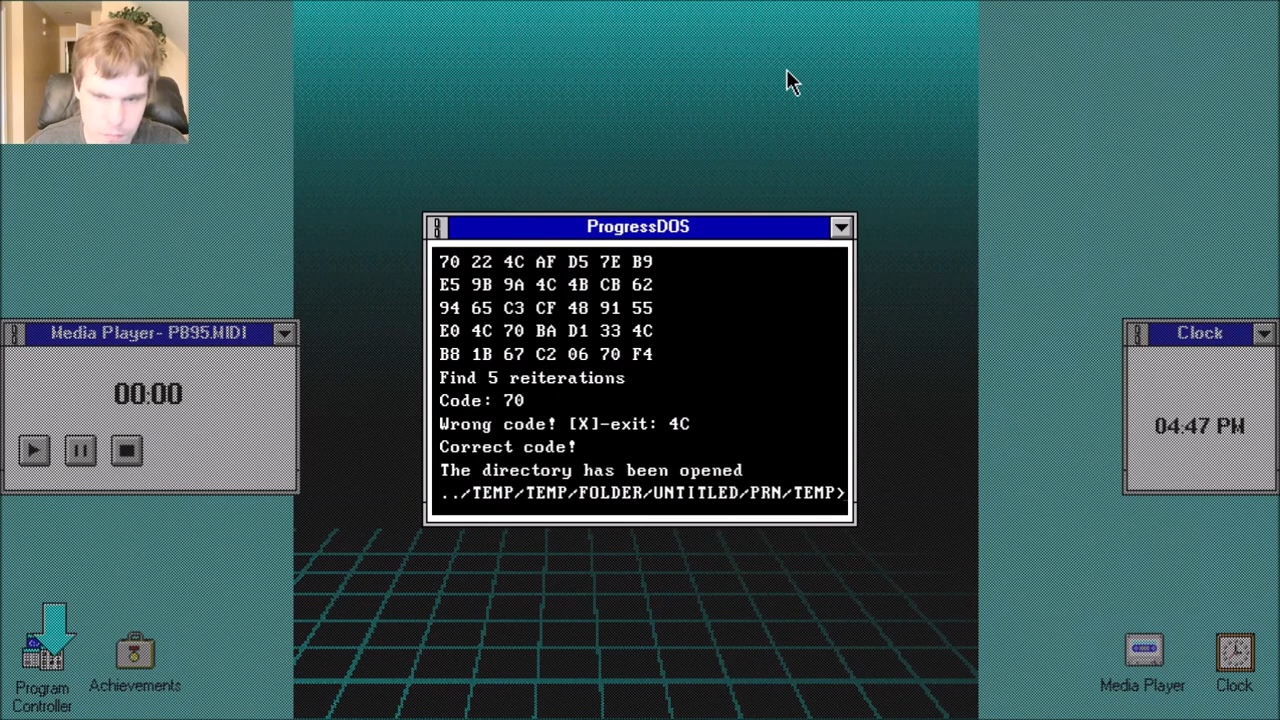 ProgressDOS
70 22 4C AF D5 7E B9
E5 9B 9A 4C 4B CB 62
94 65 C3 CF 48 91 55
E0 4C 70 BA D1 33 4C
B8 1B 67 C2 06 70 F4
Find 5 reiterations
Code: 70
Wrong code! [X]-exit: 4C
Correct code!
The directory has been opened
../TEMP/TEMP/FOLDER/UNTITLED/PRN/TEMP>
Media Player- PB95.MIDI
00:00
Clock
04:47 PM
Program
Controller
Achievements
Media Player
Clock